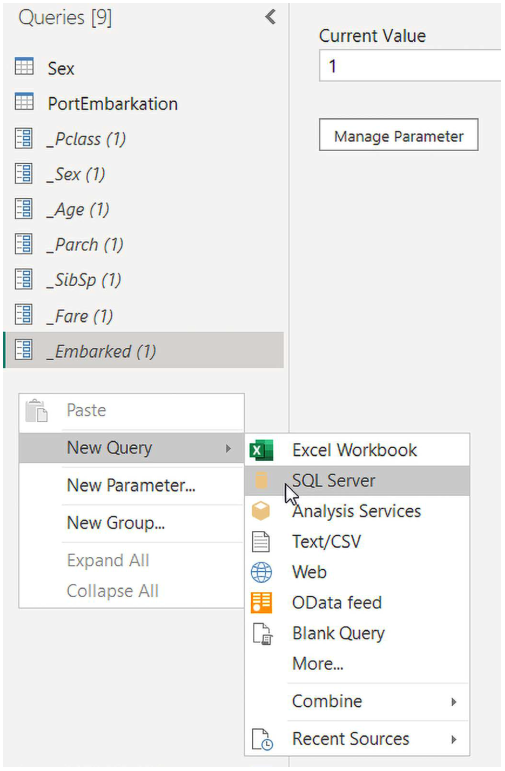 Queries [9]
Sex
PortEmbarkation
_Pclass (1)
_Sex (1)
_Age (1)
_Parch (1)
_SibSp (1)
_Fare (1)
_Embarked (1)
Current Value
1
Manage Parameter
Paste
New Query
New Parameter...
New Group...
Expand All
Collapse All
Excel Workbook
SQL Server
Analysis Services
Text/CSV
Web
OData feed
Blank Query
More...
Combine
Recent Sources